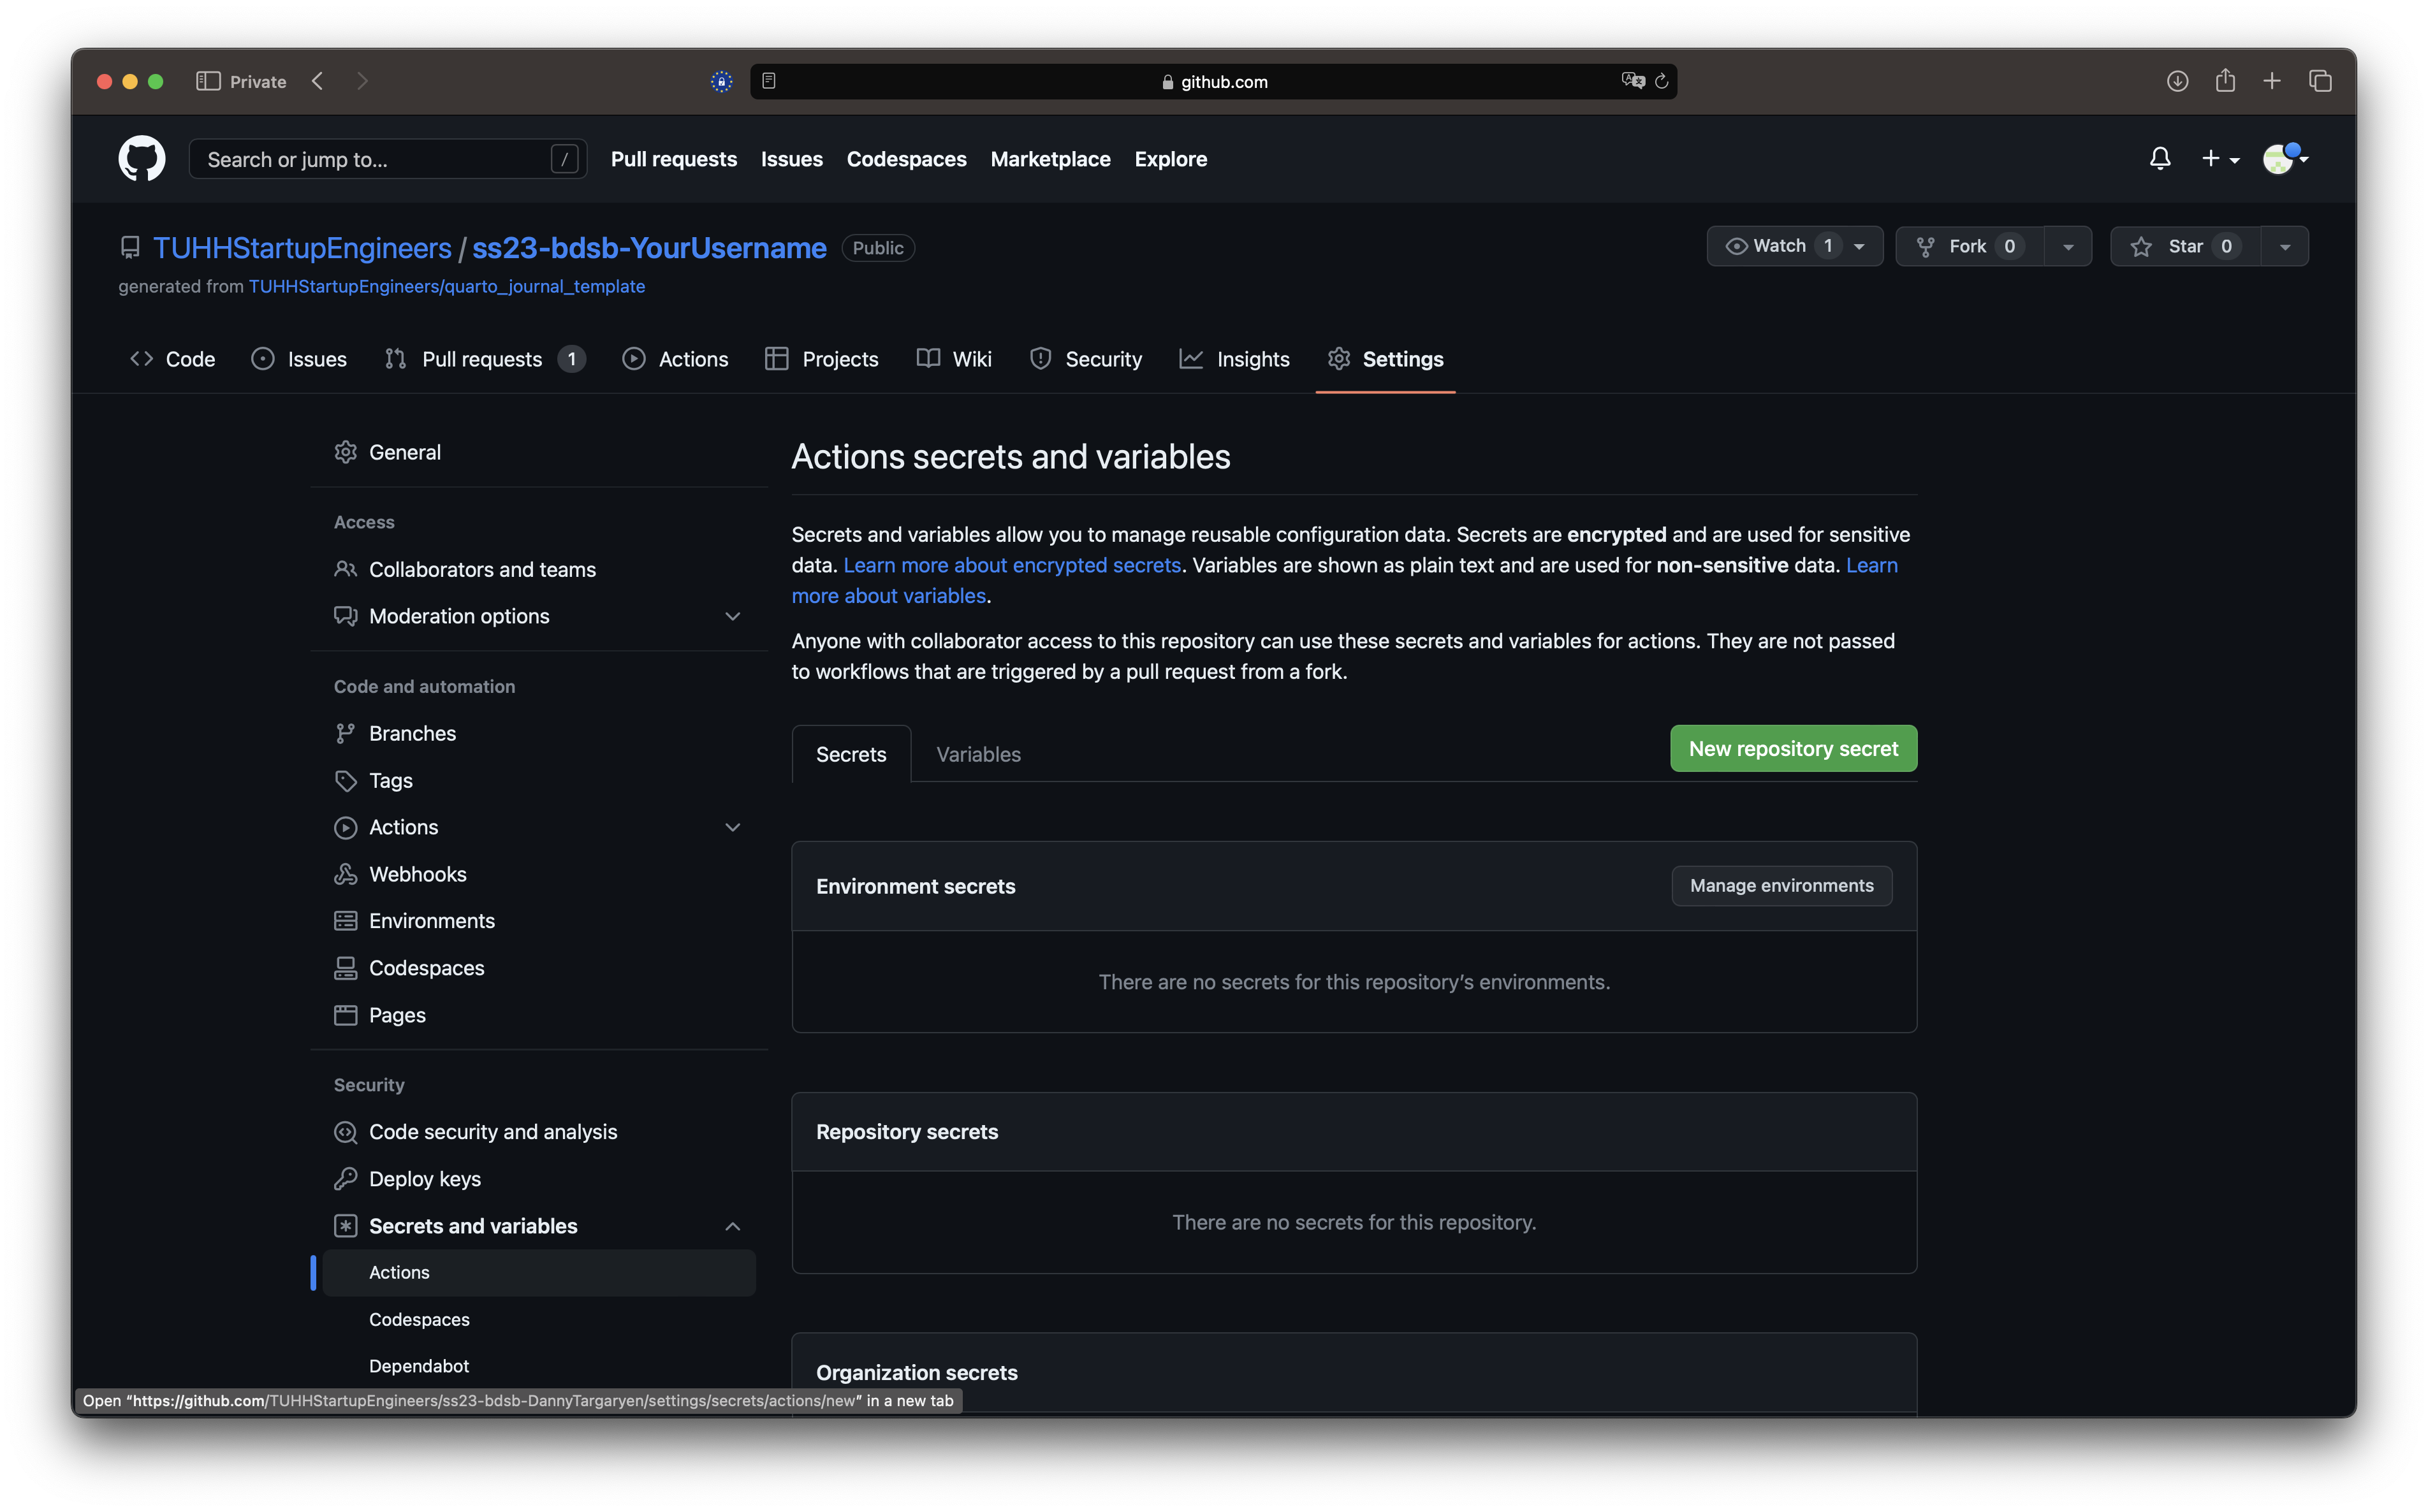 Private
github.com
Search or jump to...
/
Pull requests
Issues
Codespaces
Marketplace
Explore
TUHHStartupEngineers / ss23-bdsb-YourUsername
Public
Watch 1
Fork 0
Star 0
generated from TUHHStartupEngineers/quarto_journal_template
Code
Issues
Pull requests 1
Actions
Projects
Wiki
Security
Insights
Settings
General
Access
Collaborators and teams
Moderation options
Code and automation
Branches
Tags
Actions
Webhooks
Environments
Codespaces
Pages
Security
Code security and analysis
Deploy keys
Secrets and variables
Actions
Codespaces
Dependabot
Actions secrets and variables
Secrets and variables allow you to manage reusable configuration data. Secrets are encrypted and are used for sensitive
data. Learn more about encrypted secrets. Variables are shown as plain text and are used for non-sensitive data. Learn
more about variables.
Anyone with collaborator access to this repository can use these secrets and variables for actions. They are not passed
to workflows that are triggered by a pull request from a fork.
Secrets
Variables
New repository secret
Environment secrets
Manage environments
There are no secrets for this repository’s environments.
Repository secrets
There are no secrets for this repository.
Organization secrets
Open “https://github.com/TUHHStartupEngineers/ss23-bdsb-DannyTargaryen/settings/secrets/actions/new” in a new tab